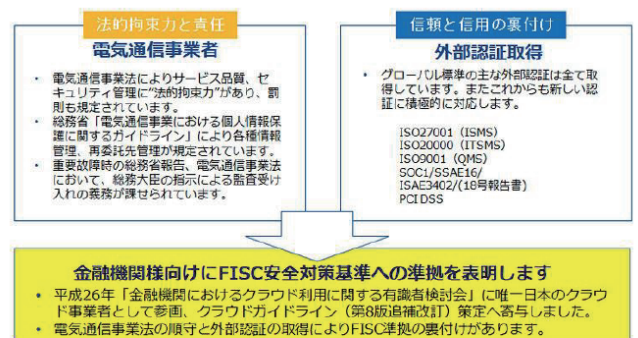 法的拘束力と責任
電気通信事業者
・ 電気通信事業法によりサービス品質、セ
キュリティ管理に"法的拘束力"があり、罰
則も規定されています。
・ 総務省「電気通信事業における個人情報保
護に関するガイドライン」により各種情報
管理、再委託先管理が規定されています。
・ 重要故障時の総務省報告、電気通信事業法
において、総務大臣の指示による監査受け
入れの義務が課せられています。
信頼と信用の裏付け
外部認証取得
・ グローバル標準の主な外部認証は全て取
得しています。またこれからも新しい認
証に積極的に対応します。
ISO27001 (ISMS)
ISO20000 (ITSMS)
ISO9001 (QMS)
SOC1/SSAE16/
ISAE3402/(18号報告書)
PCI DSS
金融機関様向けにFISC安全対策基準への準拠を表明します
・ 平成26年「金融機関におけるクラウド利用に関する有識者検討会」に唯一日本のクラウ
ド事業者として参画、クラウドガイドライン（第8版追補改訂）策定へ寄与しました。
・ 電気通信事業法の順守と外部認証の取得によりFISC準拠の裏付けがあります。